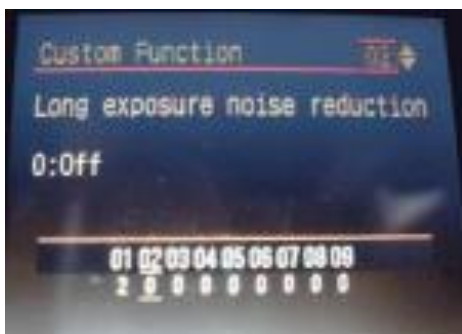 Custom Function
Long exposure noise reduction
0:Off
01 02 03 04 05 06 07 08 09
2 0 0 0 0 0 0 0 0